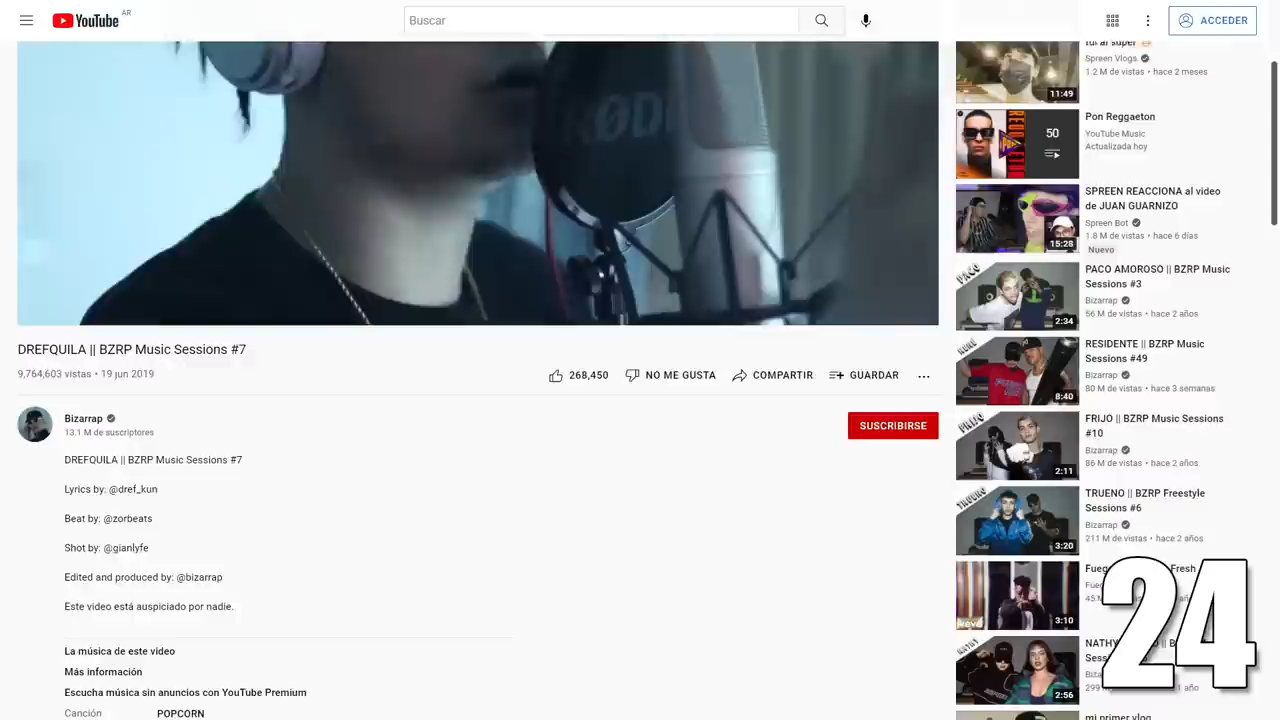 YouTube
AR
Buscar
ACCEDER
DREFQUILA || BZRP Music Sessions #7
9,764,603 vistas • 19 jun 2019
268,450
NO ME GUSTA
COMPARTIR
GUARDAR
...
Bizarrap
13.1 M de suscriptores
SUSCRIBIRSE
DREFQUILA || BZRP Music Sessions #7
Lyrics by: @dref_kun
Beat by: @zorbeats
Shot by: @gianlyfe
Edited and produced by: @bizarrap
Este video está auspiciado por nadie.
La música de este video
Más información
Escucha música sin anuncios con YouTube Premium
Canción POPCORN
fui al súper
Spreen Vlogs
1.2 M de vistas • hace 2 meses
11:49
Pon Reggaeton
YouTube Music
Actualizada hoy
50
SPREEN REACCIONA al video
de JUAN GUARNIZO
Spreen Bot
1.8 M de vistas • hace 6 días
Nuevo
15:28
PACO AMOROSO || BZRP Music
Sessions #3
Bizarrap
56 M de vistas • hace 2 años
PACO
2:34
RESIDENTE || BZRP Music
Sessions #49
Bizarrap
80 M de vistas • hace 3 semanas
8:40
FRIJO || BZRP Music Sessions
#10
Bizarrap
86 M de vistas • hace 2 años
FRIJO
2:11
TRUENO || BZRP Freestyle
Sessions #6
Bizarrap
211 M de vistas • hace 2 años
TRUENO
3:20
Fresh
3:10
vevo
NATHY
2:56
299
1 año
mi primer vlog
24